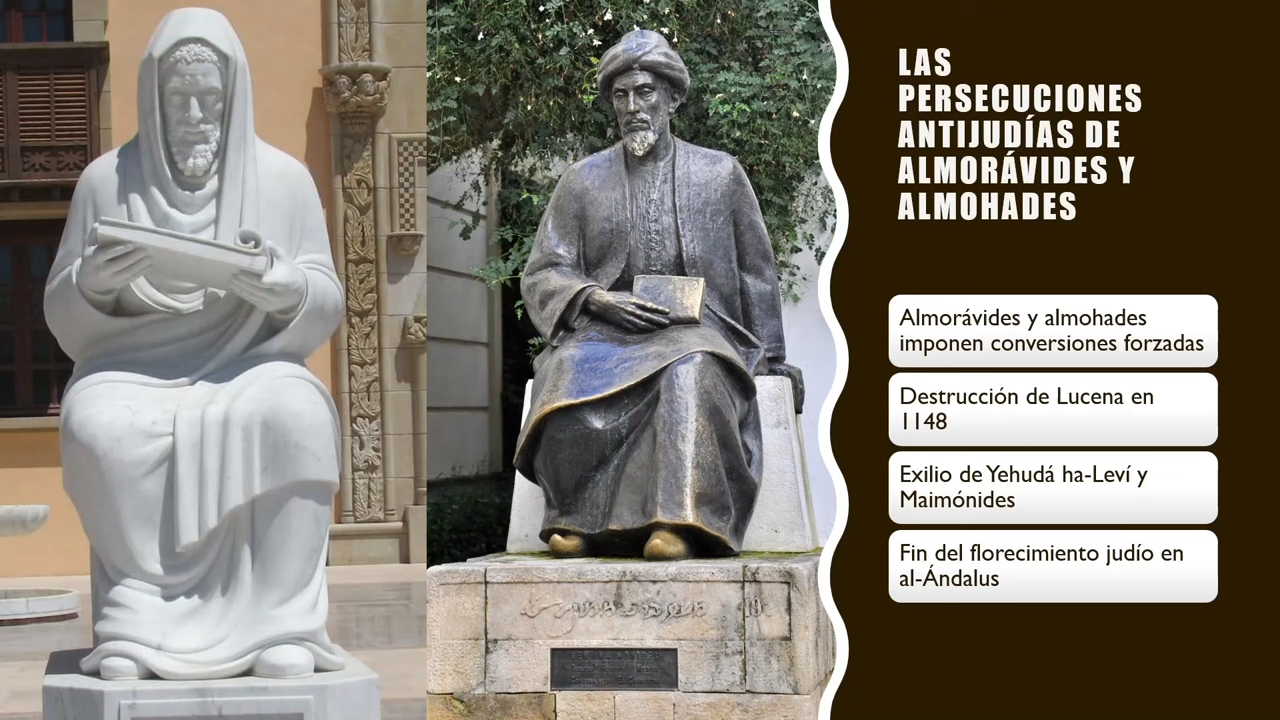 LAS
PERSECUCIONES
ANTIJUDÍAS DE
ALMORÁVIDES Y
ALMOHADES
Almorávides y almohades
imponen conversiones forzadas
Destrucción de Lucena en
1148
Exilio de Yehudá ha-Leví y
Maimónides
Fin del florecimiento judío en
al-Ándalus